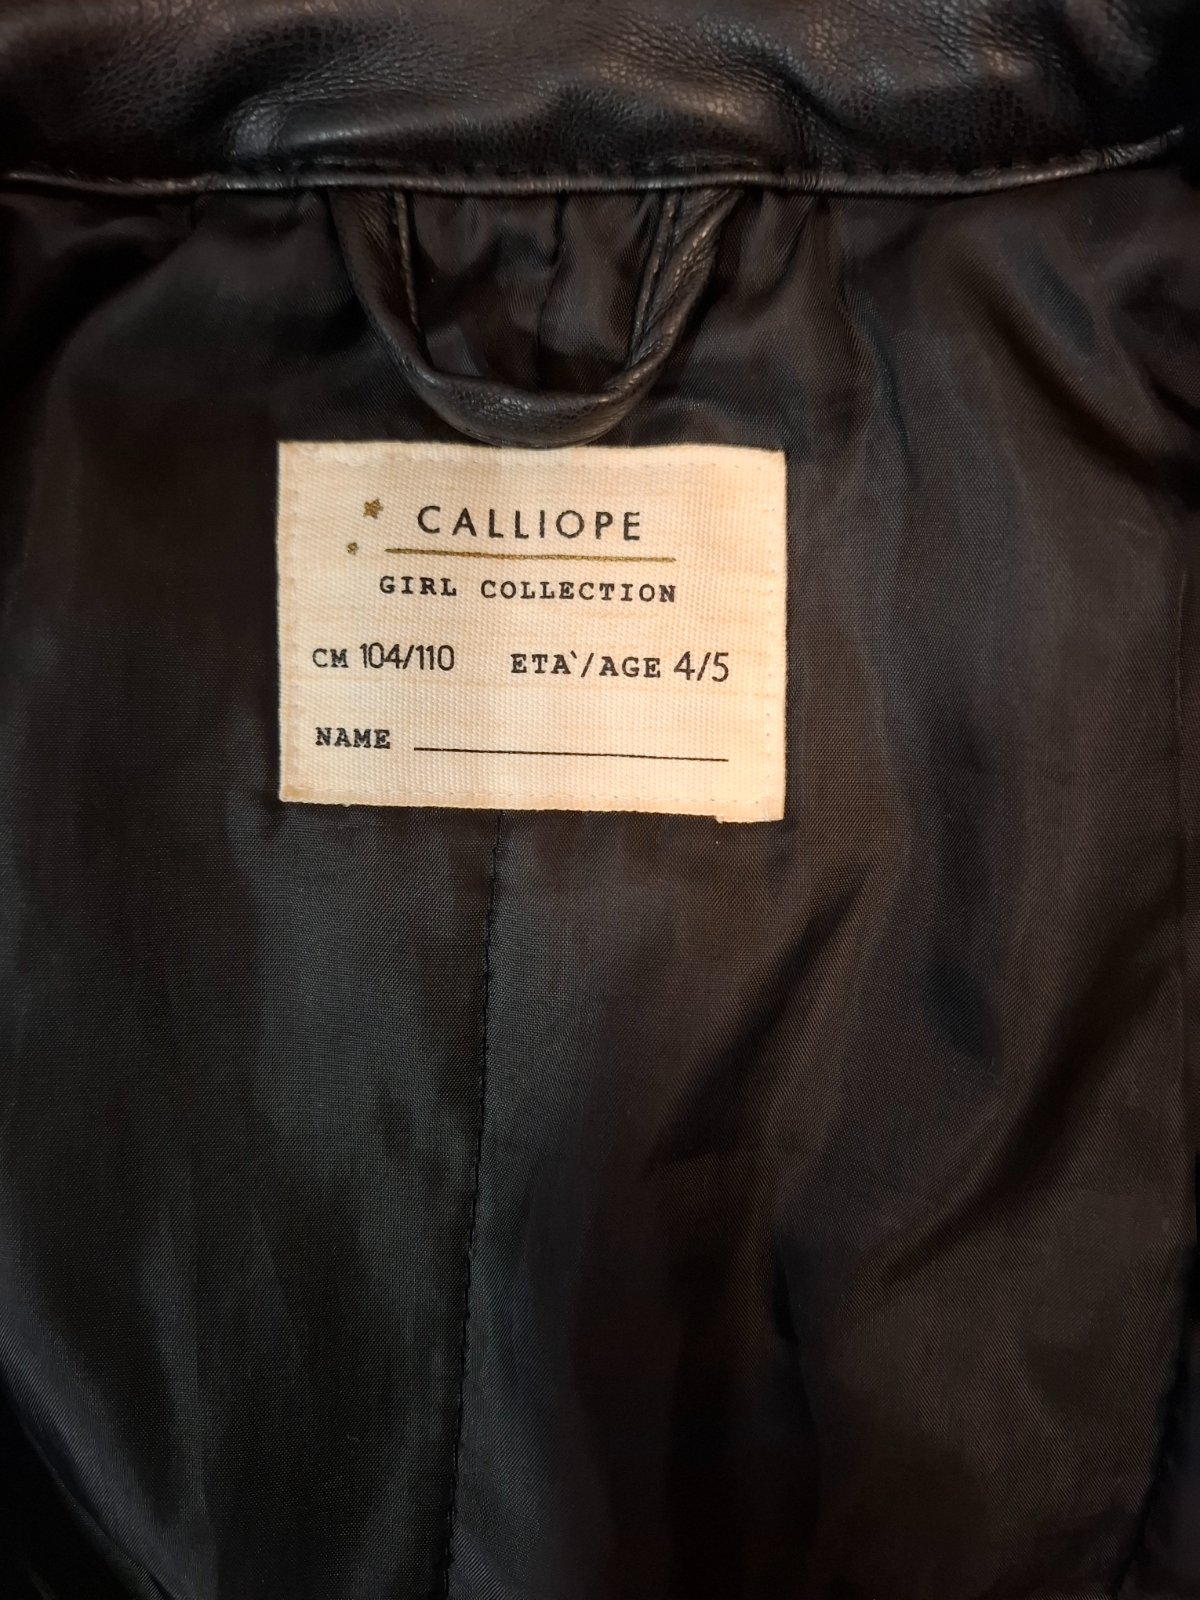 CALLIOPE
GIRL COLLECTION
CM 104/110 ETA`/AGE 4/5
NAME